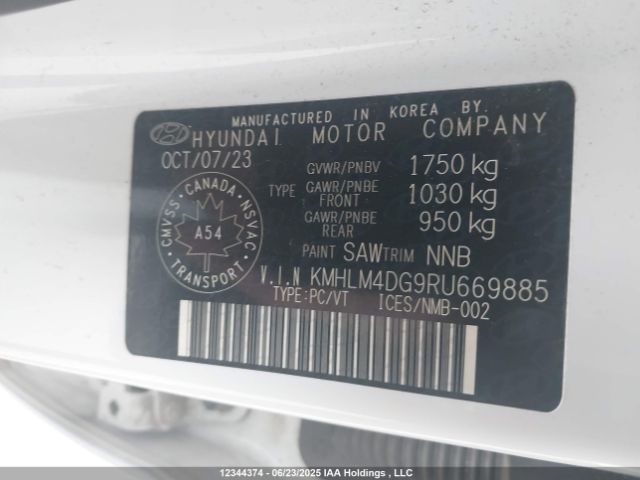 MANUFACTURED IN KOREA BY.
HYUNDAI MOTOR COMPANY
OCT/07/23
GVWR/PNBV 1750 kg
TYPE GAWR/PNBE FRONT 1030 kg
GAWR/PNBE REAR 950 kg
CANADA
CMVSS NSVAC
A54
TRANSPORT
PAINT SAW TRIM NNB
V.I.N KMHLM4DG9RU669885
TYPE:PC/VT ICES/NMB-002
12344374 - 06/23/2025 IAA Holdings , LLC